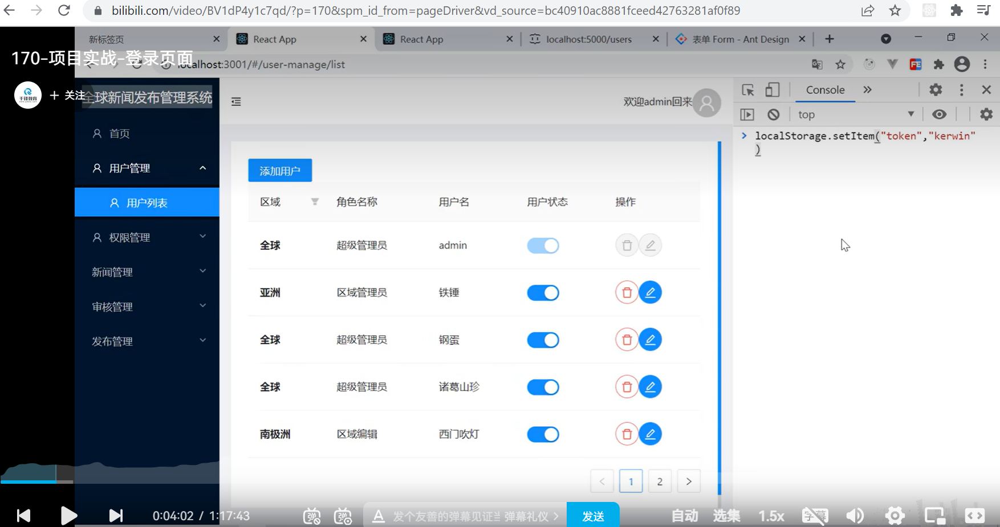 bilibili.com/video/BV1dP4y1c7qd/?p=170&spm_id_from=pageDriver&vd_source=bc40910ac8881fceed42763281af0f89
新标签页
React App
React App
localhost:5000/users
表单 Form - Ant Design
170-项目实战-登录页面
localhost:3001/#/user-manage/list
千锋教育
+ 关注
全球新闻发布管理系统
欢迎admin回来
Console
top
localStorage.setItem("token","kerwin"
)
首页
用户管理
用户列表
权限管理
新闻管理
审核管理
发布管理
添加用户
区域 角色名称 用户名 用户状态 操作
全球 超级管理员 admin
亚洲 区域管理员 铁锤
全球 超级管理员 钢蛋
全球 超级管理员 诸葛山珍
南极洲 区域编辑 西门吹灯
< 1 2 >
0:04:02 / 1:17:43
弹
弹
A
发个友善的弹幕见证当
弹幕礼仪 >
发送
自动
选集
1.5x
字幕